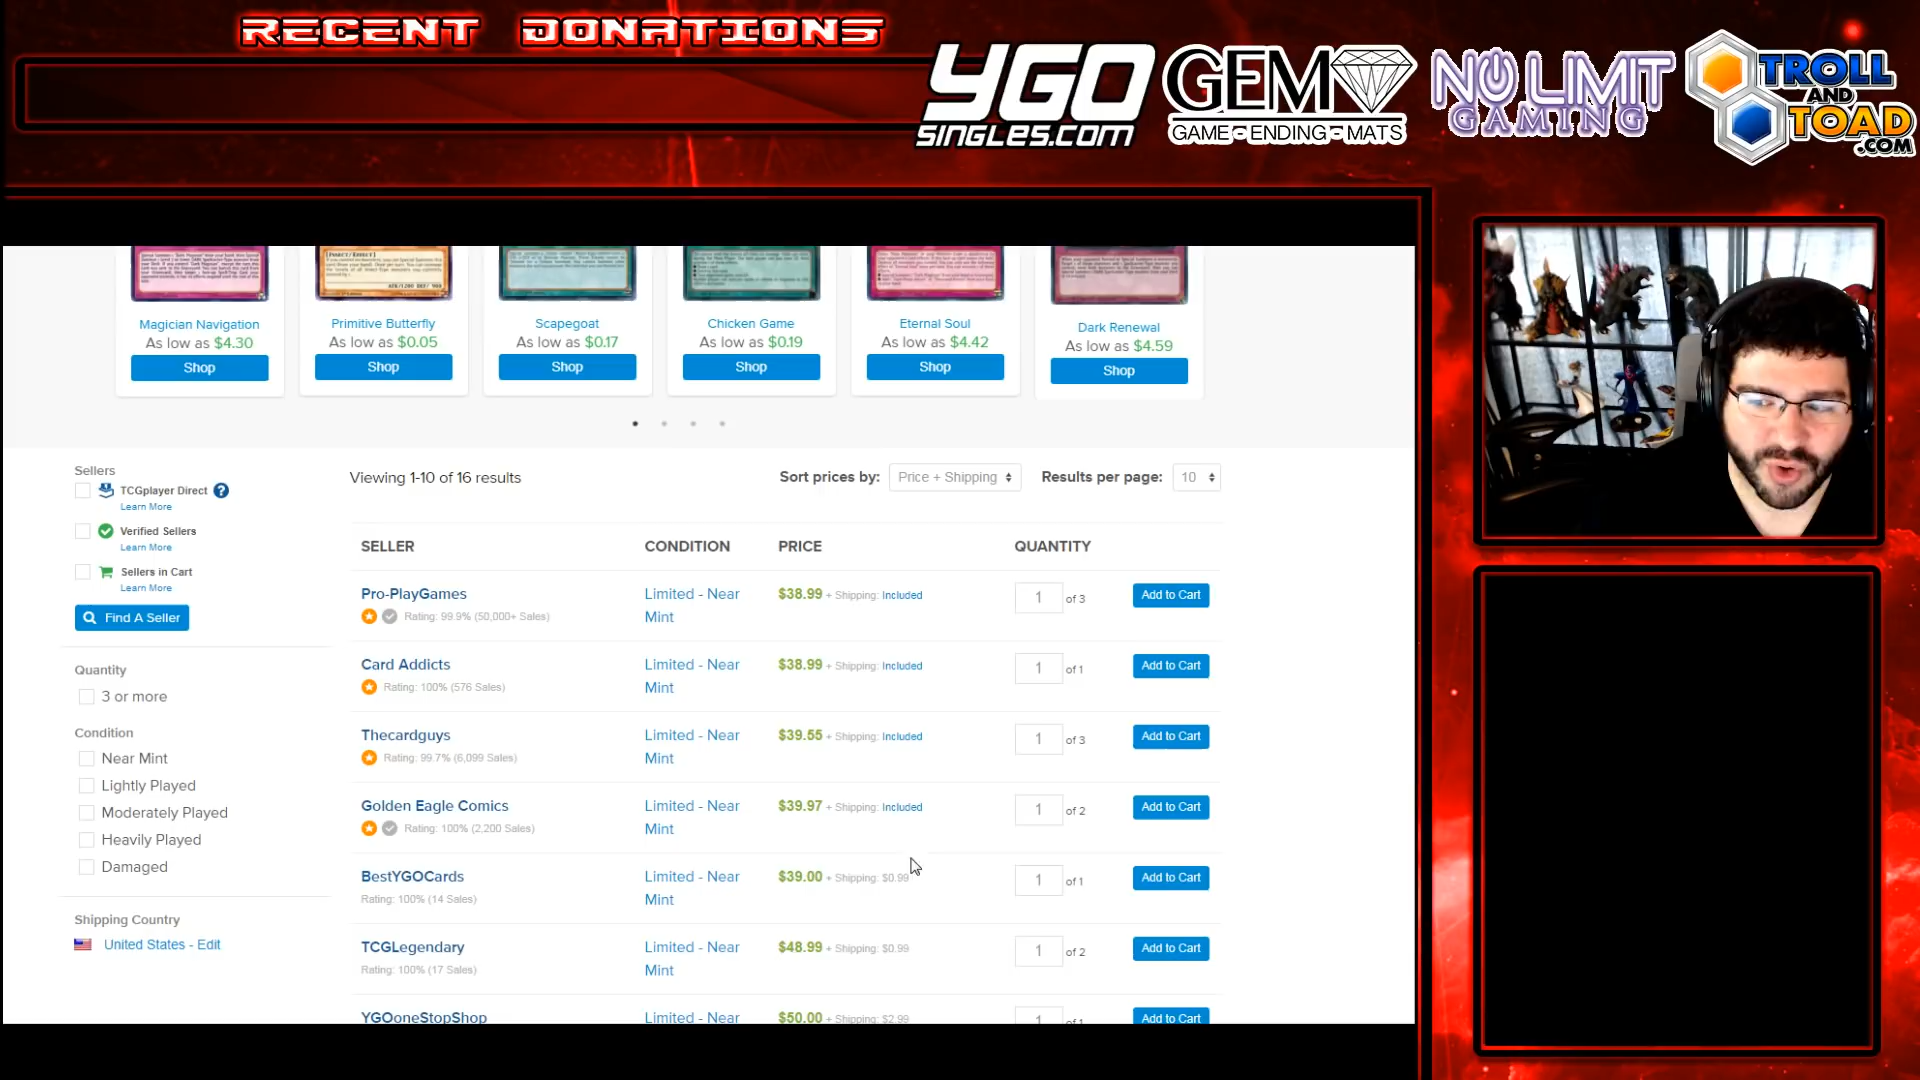 RECENT DONATIONS
YGO
SINGLES.COM
GEM
GAME-ENDING-MATS
NO LIMIT
GAMING
TROLL
AND
TOAD
.COM
Magician Navigation
As low as $4.30
Shop
Primitive Butterfly
As low as $0.05
Shop
Scapegoat
As low as $0.17
Shop
Chicken Game
As low as $0.19
Shop
Eternal Soul
As low as $4.42
Shop
Dark Renewal
As low as $4.59
Shop
Sellers
TCGplayer Direct ?
Learn More
Verified Sellers
Learn More
Sellers in Cart
Learn More
Find A Seller
Quantity
3 or more
Condition
Near Mint
Lightly Played
Moderately Played
Heavily Played
Damaged
Shipping Country
United States - Edit
Viewing 1-10 of 16 results
Sort prices by: Price + Shipping
Results per page: 10
SELLER CONDITION PRICE QUANTITY
Pro-PlayGames Limited - Near Mint $38.99 + Shipping: Included 1 of 3 Add to Cart
Rating: 99.9% (50,000+ Sales)
Card Addicts Limited - Near Mint $38.99 + Shipping: Included 1 of 1 Add to Cart
Rating: 100% (576 Sales)
Thecardguys Limited - Near Mint $39.55 + Shipping: Included 1 of 3 Add to Cart
Rating: 99.7% (6,099 Sales)
Golden Eagle Comics Limited - Near Mint $39.97 + Shipping: Included 1 of 2 Add to Cart
Rating: 100% (2,200 Sales)
BestYGOCards Limited - Near Mint $39.00 + Shipping: $0.99 1 of 1 Add to Cart
Rating: 100% (14 Sales)
TCGLegendary Limited - Near Mint $48.99 + Shipping: $0.99 1 of 2 Add to Cart
Rating: 100% (17 Sales)
YGOoneStopShop Limited - Near $50.00 + Shipping: $2.99 1 of 1 Add to Cart